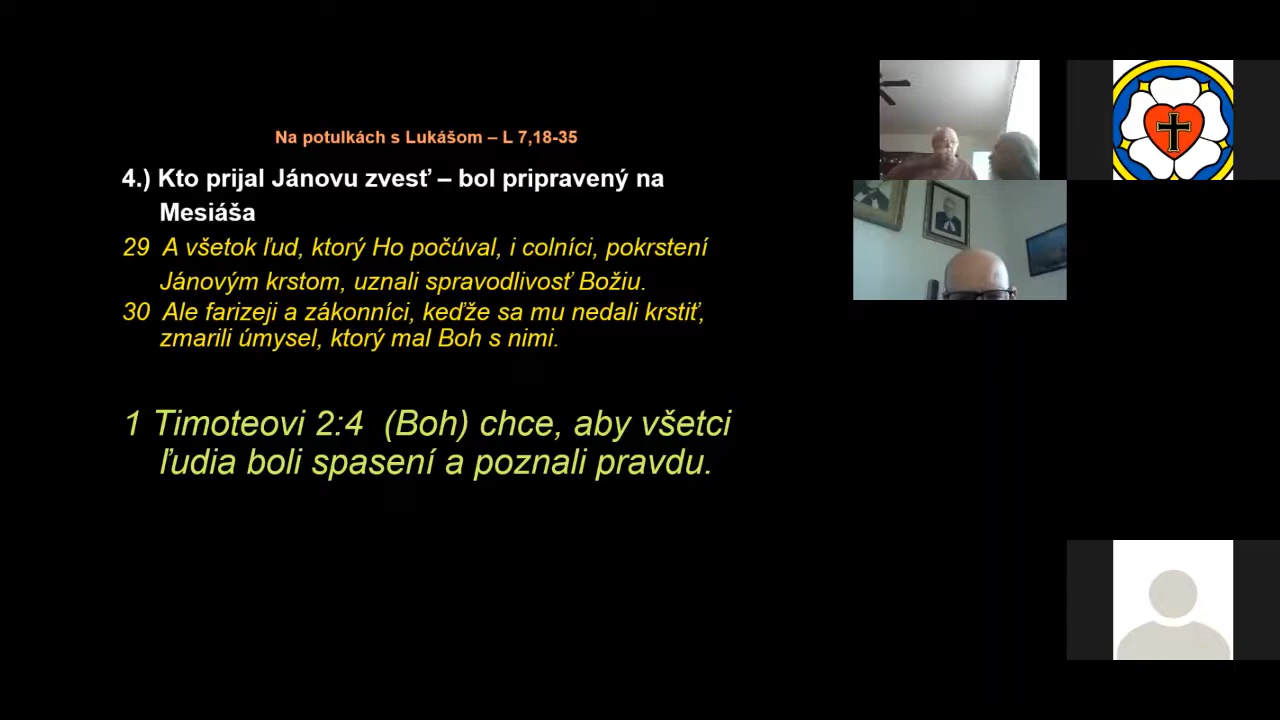 Na potulkách s Lukášom – L 7,18-35
4.) Kto prijal Jánovu zvesť – bol pripravený na
Mesiáša
29 A všetok ľud, ktorý Ho počúval, i colníci, pokrstení
Jánovým krstom, uznali spravodlivosť Božiu.
30 Ale farizeji a zákonníci, keďže sa mu nedali krstiť,
zmarili úmysel, ktorý mal Boh s nimi.
1 Timoteovi 2:4 (Boh) chce, aby všetci
ľudia boli spasení a poznali pravdu.